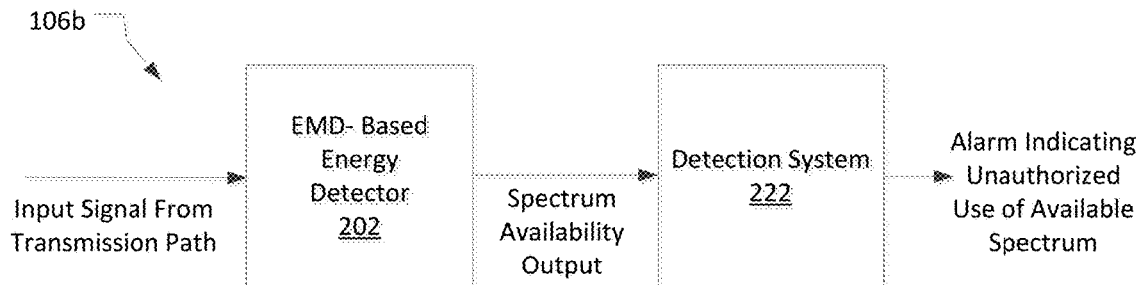 106b
EMD- Based
Energy
Detector
202
Detection System
222
Input Signal From
Transmission Path
Spectrum
Availability
Output
Alarm Indicating
Unauthorized
Use of Available
Spectrum